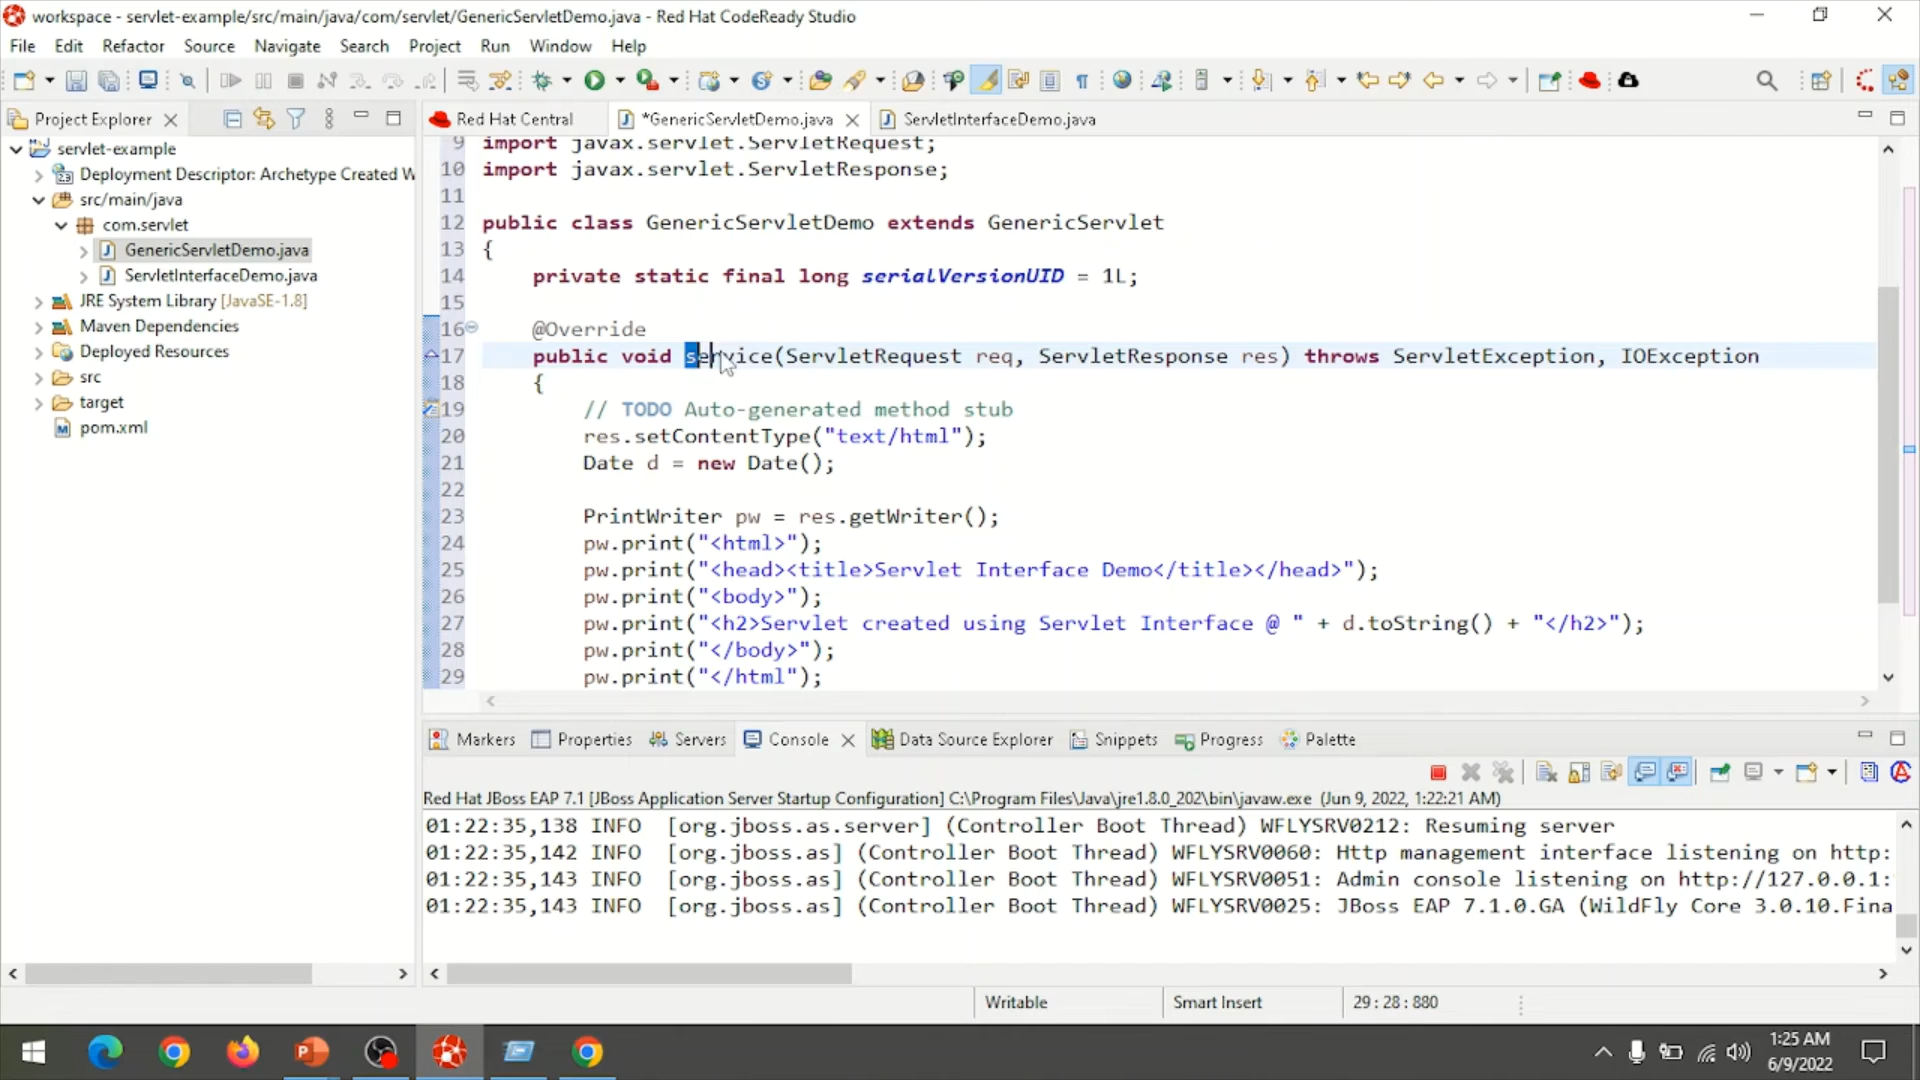 workspace - servlet-example/src/main/java/com/servlet/GenericServletDemo.java - Red Hat CodeReady Studio
File Edit Refactor Source Navigate Search Project Run Window Help
Project Explorer
servlet-example
Deployment Descriptor: Archetype Created W
src/main/java
com.servlet
GenericServletDemo.java
ServletInterfaceDemo.java
JRE System Library [JavaSE-1.8]
Maven Dependencies
Deployed Resources
src
target
pom.xml
Red Hat Central *GenericServletDemo.java ServletInterfaceDemo.java
9 import javax.servlet.ServletRequest;
10 import javax.servlet.ServletResponse;
11
12 public class GenericServletDemo extends GenericServlet
13 {
14 private static final long serialVersionUID = 1L;
15
16 @Override
17 public void service(ServletRequest req, ServletResponse res) throws ServletException, IOException
18 {
19 // TODO Auto-generated method stub
20 res.setContentType("text/html");
21 Date d = new Date();
22
23 PrintWriter pw = res.getWriter();
24 pw.print("<html>");
25 pw.print("<head><title>Servlet Interface Demo</title></head>");
26 pw.print("<body>");
27 pw.print("<h2>Servlet created using Servlet Interface @ " + d.toString() + "</h2>");
28 pw.print("</body>");
29 pw.print("</html");
Markers Properties Servers Console Data Source Explorer Snippets Progress Palette
Red Hat JBoss EAP 7.1 [JBoss Application Server Startup Configuration] C:\Program Files\Java\jre1.8.0_202\bin\javaw.exe (Jun 9, 2022, 1:22:21 AM)
01:22:35,138 INFO [org.jboss.as.server] (Controller Boot Thread) WFLYSRV0212: Resuming server
01:22:35,142 INFO [org.jboss.as] (Controller Boot Thread) WFLYSRV0060: Http management interface listening on http:
01:22:35,143 INFO [org.jboss.as] (Controller Boot Thread) WFLYSRV0051: Admin console listening on http://127.0.0.1:
01:22:35,143 INFO [org.jboss.as] (Controller Boot Thread) WFLYSRV0025: JBoss EAP 7.1.0.GA (WildFly Core 3.0.10.Fina
Writable Smart Insert 29 : 28 : 880
1:25 AM
6/9/2022